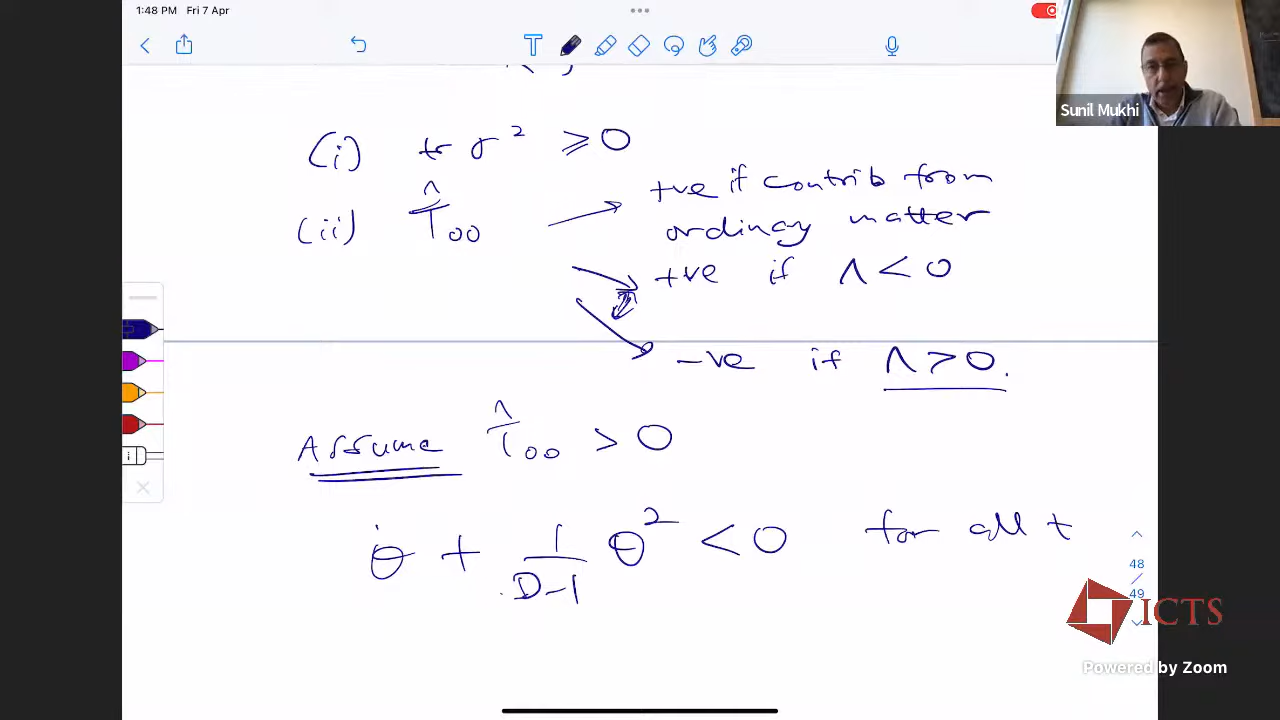 1:48 PM Fri 7 Apr
Sunil Mukhi
(i) tr σ² ⩾ 0
(ii) T̂₀₀ → +ve if contrib from
ordinary matter
+ve if Λ < 0
-ve if Λ > 0.
Assume T̂₀₀ > 0
θ̇ + 1/(D-1) θ² < 0 for all t
48
/
49
ICTS
Powered by Zoom